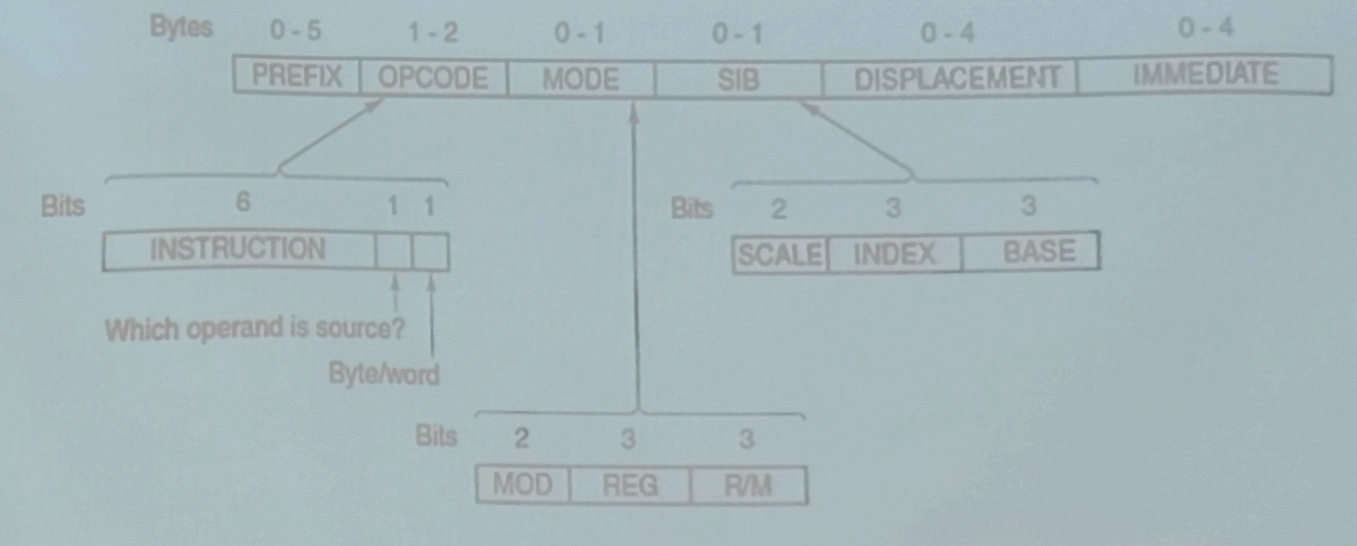 Bytes 0 - 5 1 - 2 0 - 1 0 - 1 0 - 4 0 - 4
PREFIX OPCODE MODE SIB DISPLACEMENT IMMEDIATE
Bits 6 1 1
INSTRUCTION
Which operand is source?
Byte/word
Bits 2 3 3
SCALE INDEX BASE
Bits 2 3 3
MOD REG R/M